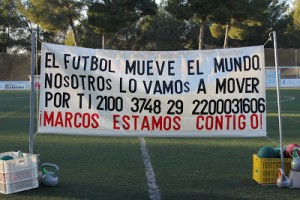 EL FUTBOL MUEVE EL MUNDO,
NOSOTROS LO VAMOS A MOVER
POR TI 2100 3748 29 2200031606
¡MARCOS ESTAMOS CONTIGO!